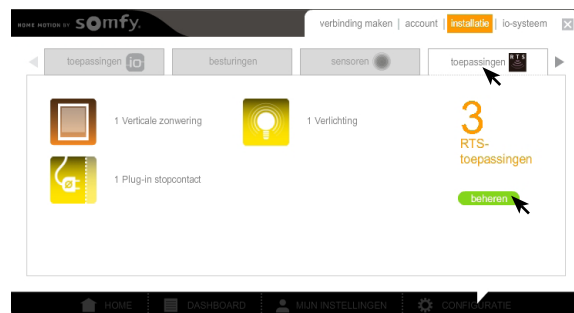 HOME MOTION BY somfy.
verbinding maken | account | installatie | io-systeem
toepassingen io
besturingen
sensoren
toepassingen RTS
1 Verticale zonwering
1 Verlichting
1 Plug-in stopcontact
3
RTS-
toepassingen
beheren
HOME
DASHBOARD
MIJN INSTELLINGEN
CONFIGURATIE